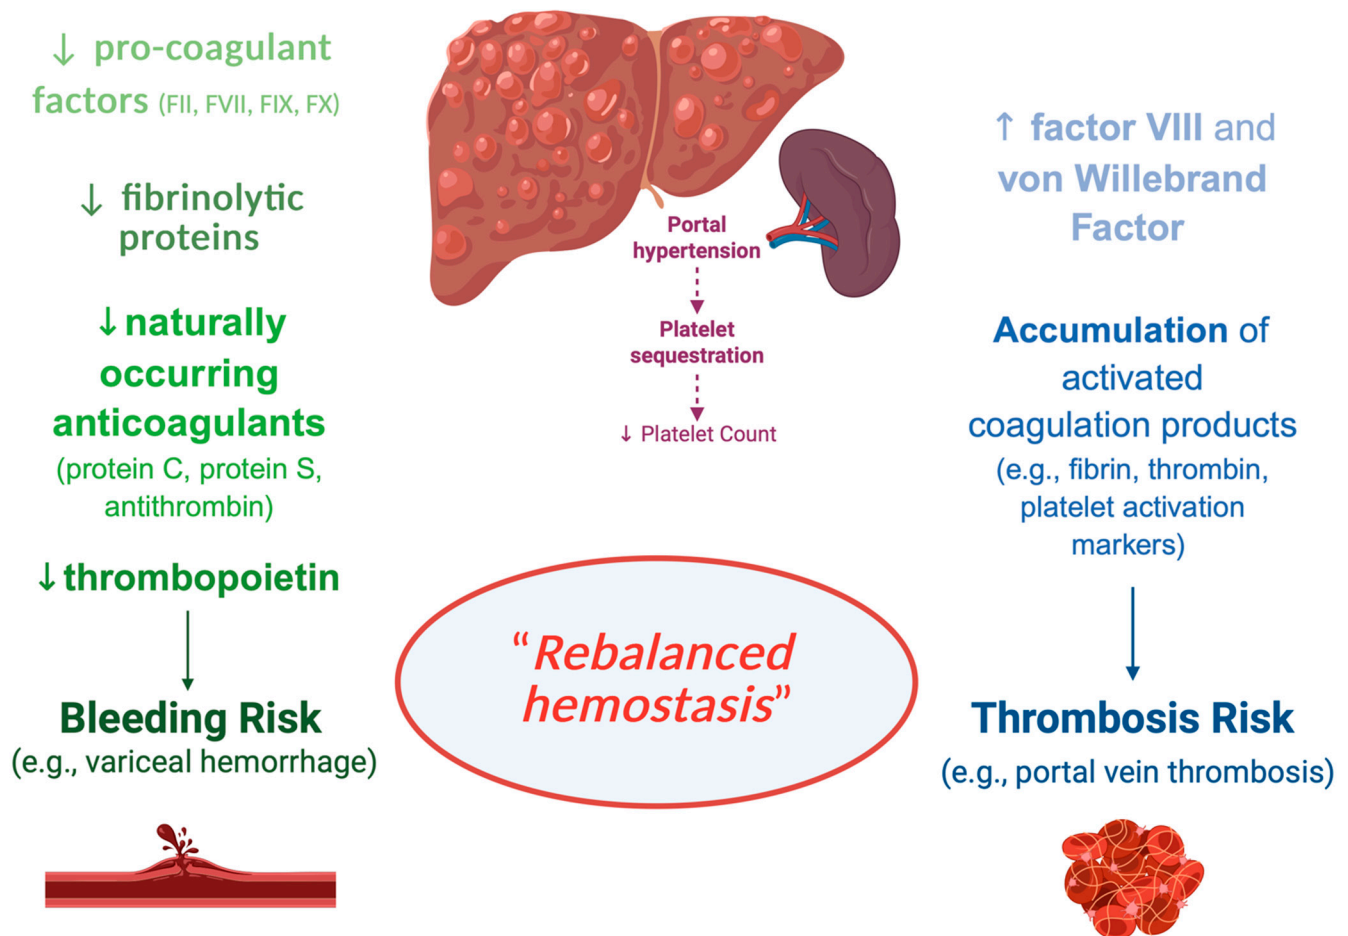 ↓ pro-coagulant
factors (FII, FVII, FIX, FX)
↓ fibrinolytic
proteins
↓ naturally
occurring
anticoagulants
(protein C, protein S,
antithrombin)
↓ thrombopoietin
Bleeding Risk
(e.g., variceal hemorrhage)
Portal
hypertension
Platelet
sequestration
↓ Platelet Count
“Rebalanced
hemostasis”
↑ factor VIII and
von Willebrand
Factor
Accumulation of
activated
coagulation products
(e.g., fibrin, thrombin,
platelet activation
markers)
Thrombosis Risk
(e.g., portal vein thrombosis)